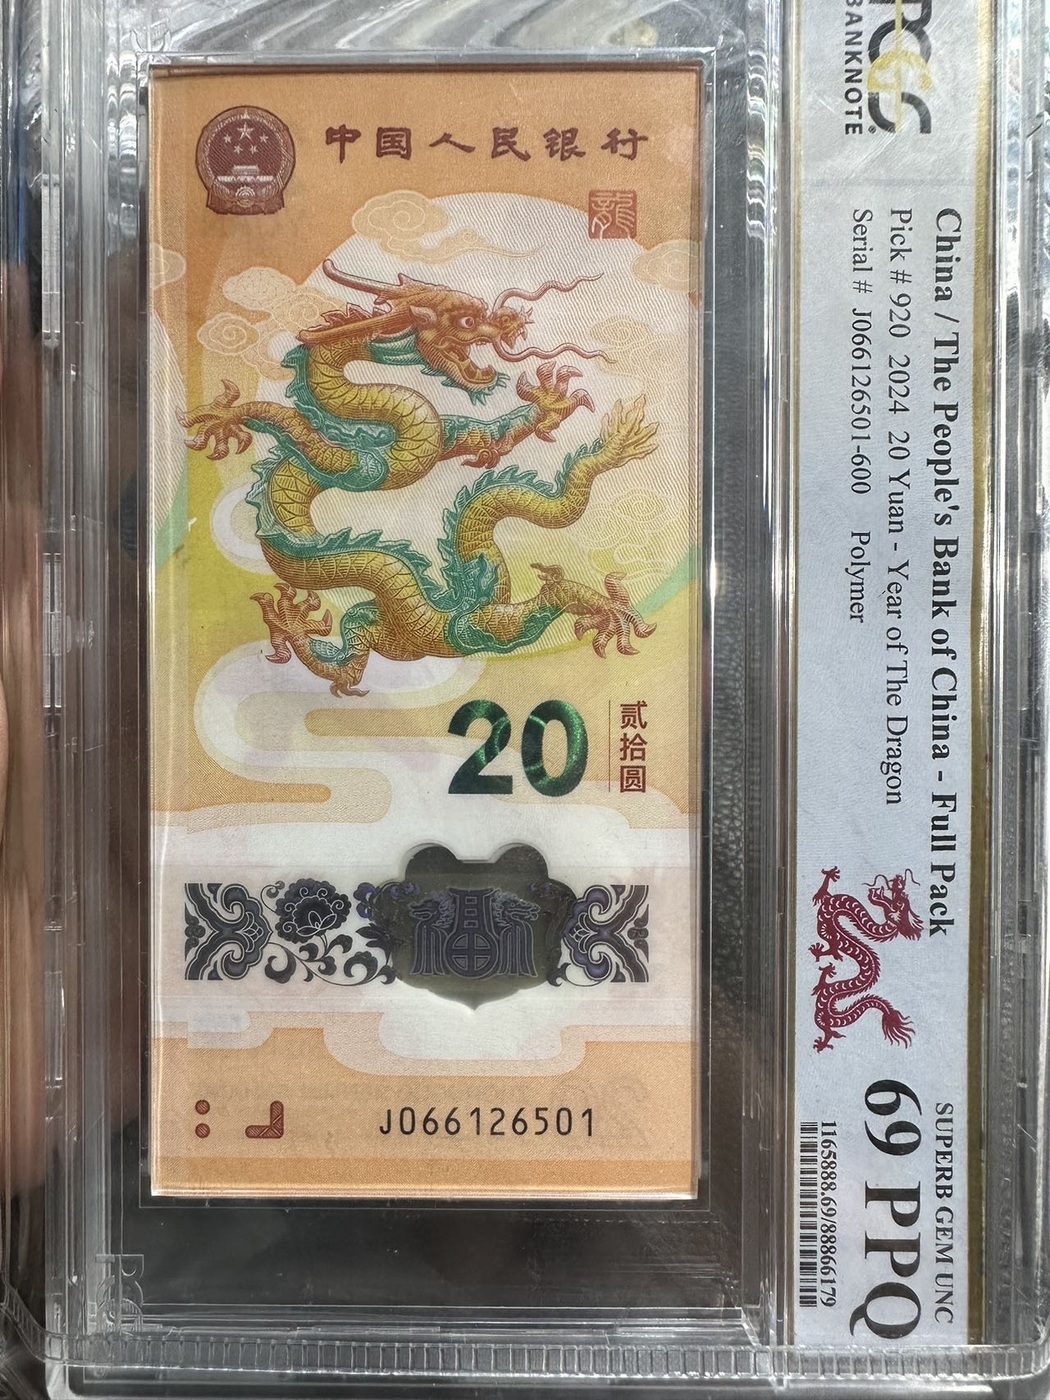 中国人民银行
龍
20
贰拾圆
福
J066126501
PCGS
BANKNOTE
China / The People's Bank of China - Full Pack
Pick # 920 2024 20 Yuan - Year of The Dragon
Serial # J066126501-600 Polymer
SUPERB GEM UNC
69 PPQ
1165888.69/88866179